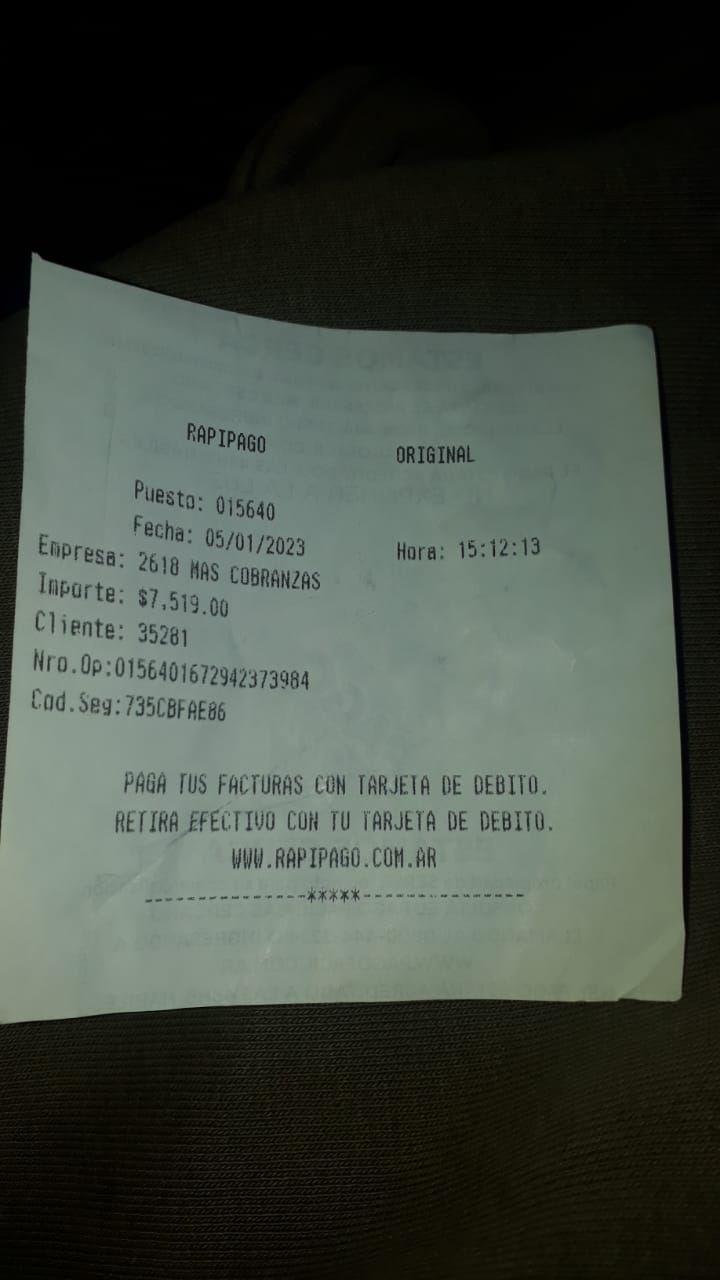 RAPIPAGO ORIGINAL
Puesto: 015640
Fecha: 05/01/2023 Hora: 15:12:13
Empresa: 2618 MAS COBRANZAS
Importe: $7,519.00
Cliente: 35281
Nro.Op:0156401672942373984
Cod.Seg:735CBFAE86
PAGA TUS FACTURAS CON TARJETA DE DEBITO.
RETIRA EFECTIVO CON TU TARJETA DE DEBITO.
WWW.RAPIPAGO.COM.AR
----------------*****----------------